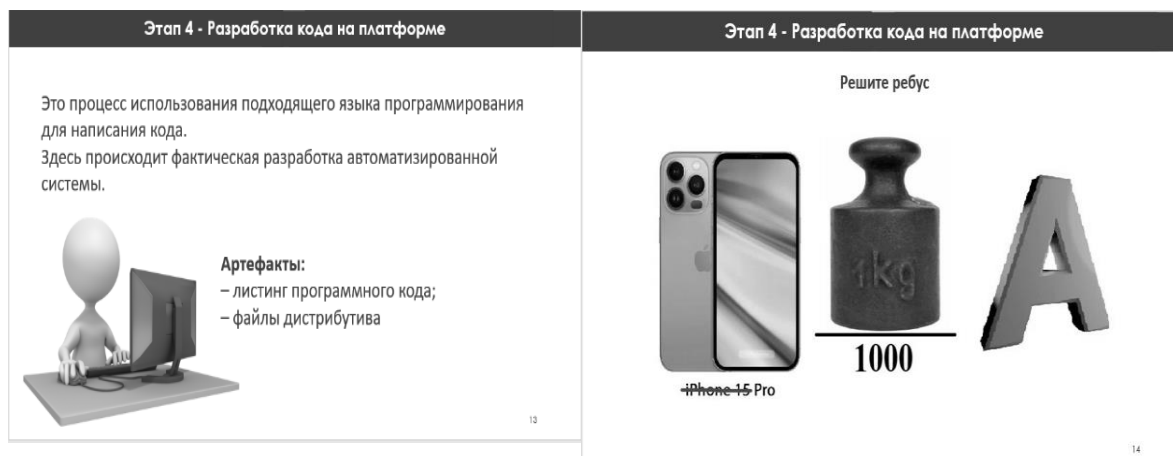 Этап 4 - Разработка кода на платформе
Это процесс использования подходящего языка программирования
для написания кода.
Здесь происходит фактическая разработка автоматизированной
системы.
Артефакты:
– листинг программного кода;
– файлы дистрибутива
13
Этап 4 - Разработка кода на платформе
Решите ребус
1kg
1000
A
iPhone 15 Pro
14